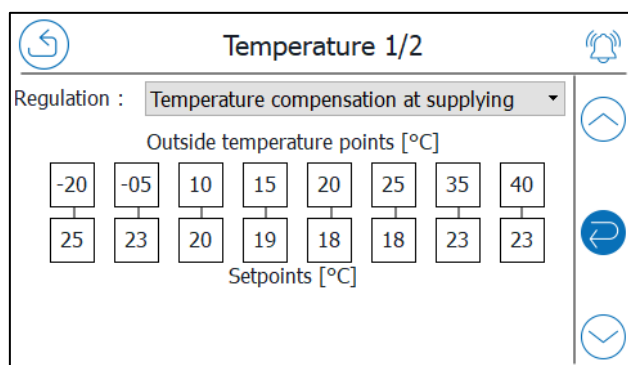 Temperature 1/2
Regulation : Temperature compensation at supplying
Outside temperature points [°C]
-20 -05 10 15 20 25 35 40
25 23 20 19 18 18 23 23
Setpoints [°C]